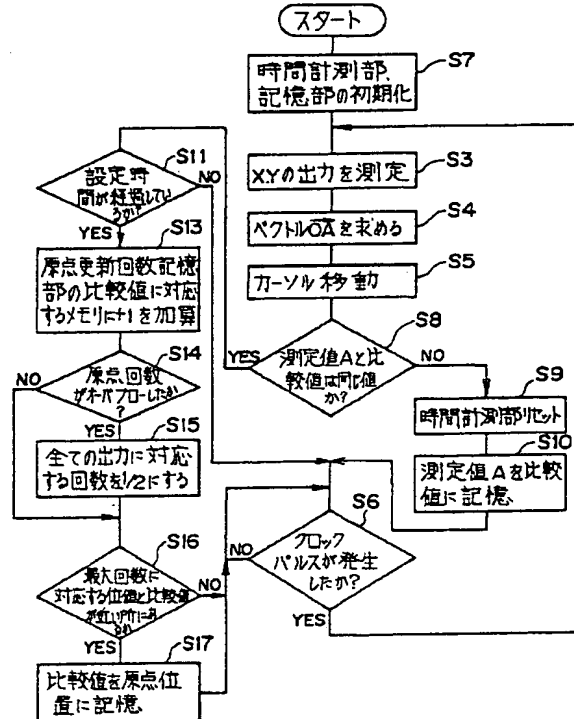 スタート
時間計測部、
記憶部の初期化
S7
X,Yの出力を測定
S3
ベクトルOAを求める
S4
カーソル移動
S5
測定値Aと比
較値は同じ値
か?
S8
YES
NO
S9
時間計測部リセット
S10
測定値Aを比較
値に記憶
S11
設定時
間が経過してい
るか?
NO
YES
S13
原点更新回数記憶
部の比較値に対応
するメモリに+1を加算
S14
原点回数
がオーバフローしたか
?
NO
YES
S15
全ての出力に対応
する回数を1/2にする
S16
最大回数に
対応する位値と比較値
が近い所にあ
るか
NO
YES
S17
比較値を原点位
置に記憶
S6
クロック
パルスが発生
したか?
NO
YES